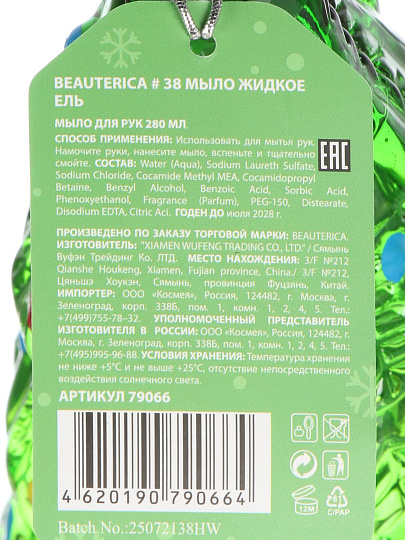 BEAUTERICA # 38 МЫЛО ЖИДКОЕ
ЕЛЬ
МЫЛО ДЛЯ РУК 280 МЛ.
СПОСОБ ПРИМЕНЕНИЯ: Использовать для мытья рук.
Намочите руки, нанесите мыло, вспеньте и тщательно
смойте. СОСТАВ: Water (Aqua), Sodium Laureth Sulfate,
Sodium Chloride, Cocamide Methyl MEA, Cocamidopropyl
Betaine, Benzyl Alcohol, Benzoic Acid, Sorbic Acid,
Phenoxyethanol, Fragrance (Parfum), PEG-150, Distearate,
Disodium EDTA, Citric Aci. ГОДЕН ДО июля 2028 г.
EAC
ПРОИЗВЕДЕНО ПО ЗАКАЗУ ТОРГОВОЙ МАРКИ: BEAUTERICA.
ИЗГОТОВИТЕЛЬ: "XIAMEN WUFENG TRADING CO., LTD." / Сямынь
Вуфэн Трейдинг Ко. ЛТД. МЕСТО НАХОЖДЕНИЯ: 3/F №212
Qianshe Houkeng, Xiamen, Fujian province, China./ 3/F №212,
Цяньшэ Хоукэн, Сямынь, провинция Фуцзянь, Китай.
ИМПОРТЕР: ООО «Космея», Россия, 124482, г. Москва, г.
Зеленоград, корп. 338Б, пом. 1, комн. 1, 2, 4, 5. Тел.:
+7(499)755-78-32. УПОЛНОМОЧЕННЫЙ ПРЕДСТАВИТЕЛЬ
ИЗГОТОВИТЕЛЯ В РОССИИ: ООО «Космея», Россия, 124482, г.
Москва, г. Зеленоград, корп. 338Б, пом. 1, комн. 1, 2, 4, 5, Тел.:
+7(495)995-96-88. УСЛОВИЯ ХРАНЕНИЯ: Температура хранения
не ниже +5°C и не выше +25°C, отсутствие непосредственного
воздействия солнечного света.
АРТИКУЛ 79066
4 620190 790664
12M
81
C/PAP
Batch No.:25072138HW